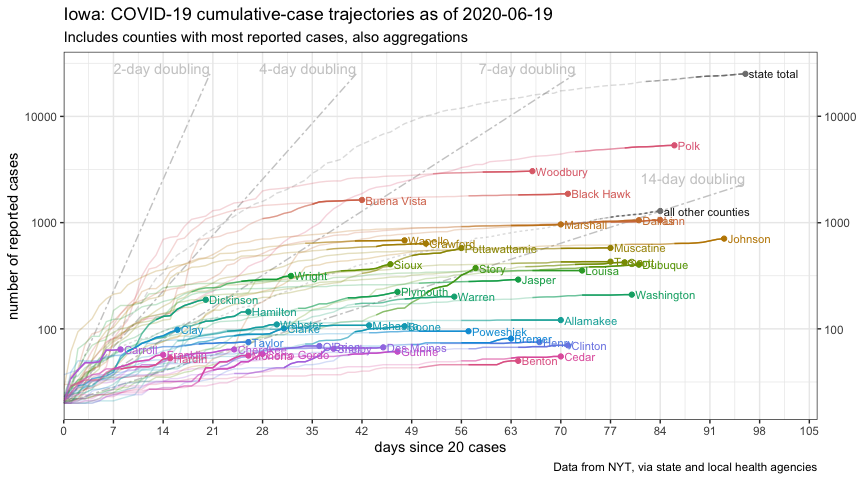 Iowa: COVID-19 cumulative-case trajectories as of 2020-06-19
Includes counties with most reported cases, also aggregations
2-day doubling 4-day doubling 7-day doubling
state total
10000 10000
Polk
Woodbury
14-day doubling
Black Hawk
Buena Vista
all other counties
1000 1000
Marshall
Johnson
Wapello
Crawford
Pottawattamie Muscatine
Sioux Dubuque
Story Louisa
Wright Jasper
Plymouth Warren Washington
Dickinson
Hamilton
Allamakee
Webster Boone
100 Clay Clarke Poweshiek 100
Bremer
Taylor Clinton
Carroll
Guthrie
Cedar
Benton
0 7 14 21 28 35 42 49 56 63 70 77 84 91 98 105
number of reported cases
days since 20 cases
Data from NYT, via state and local health agencies